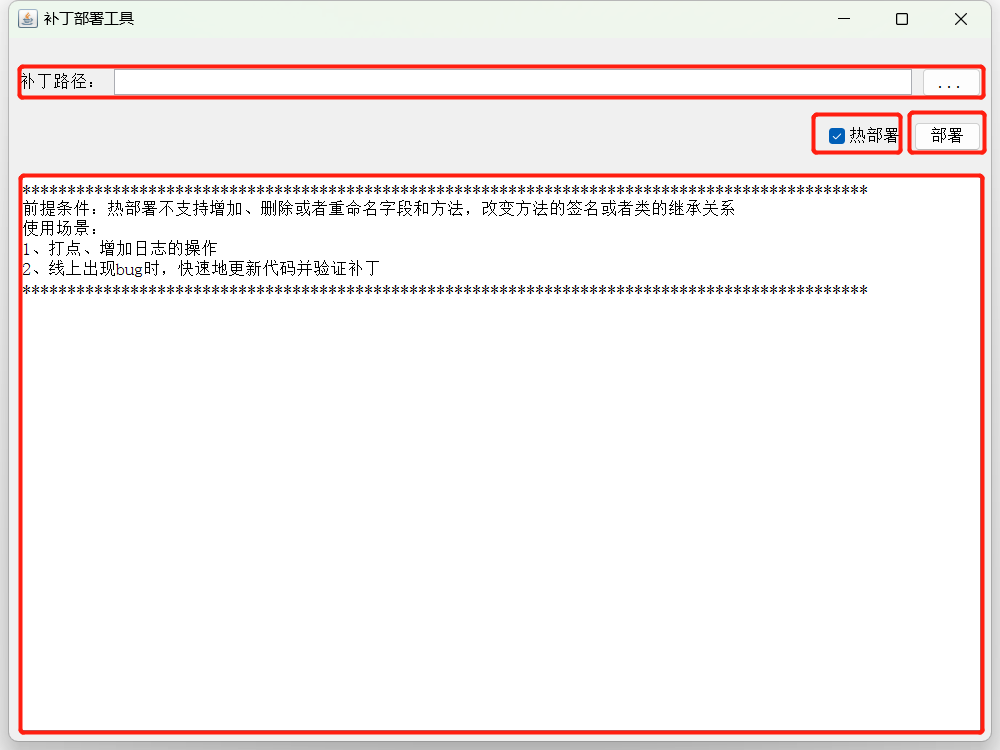 补丁部署工具
补丁路径：
...
热部署
部署
**********************************************************************************************
前提条件：热部署不支持增加、删除或者重命名字段和方法，改变方法的签名或者类的继承关系
使用场景：
1、打点、增加日志的操作
2、线上出现bug时，快速地更新代码并验证补丁
**********************************************************************************************